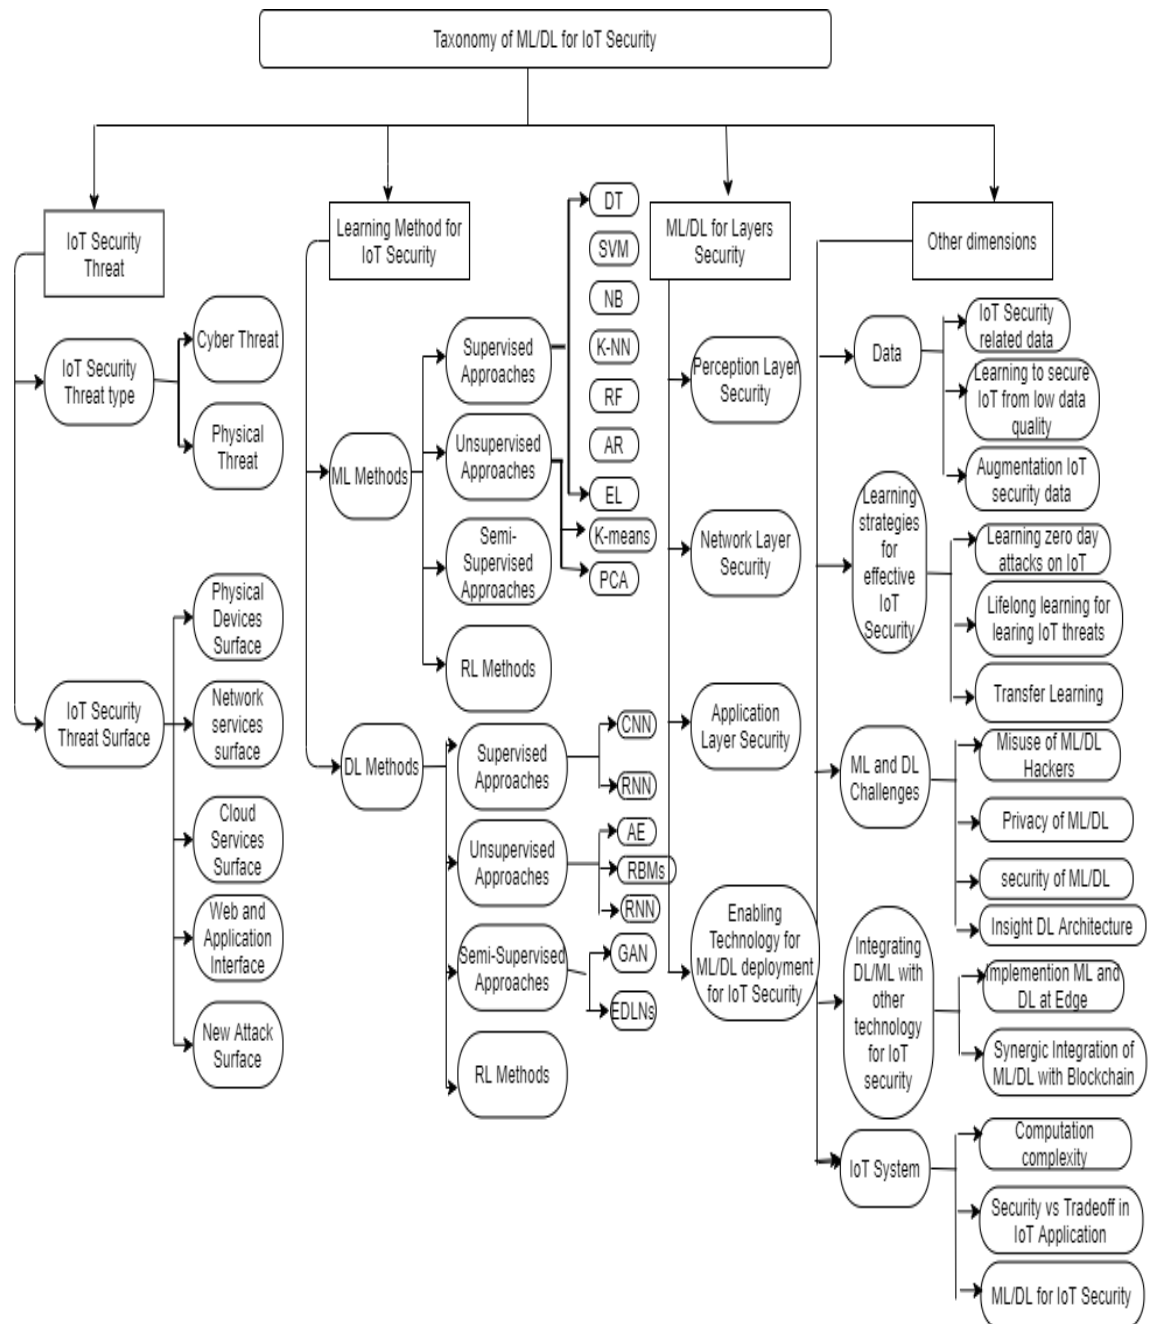 Taxonomy of ML/DL for IoT Security
IoT Security
Threat
IoT Security
Threat type
Cyber Threat
Physical
Threat
IoT Security
Threat Surface
Physical
Devices
Surface
Network
services
surface
Cloud
Services
Surface
Web and
Application
Interface
New Attack
Surface
Learning Method for
IoT Security
ML Methods
Supervised
Approaches
DT
SVM
NB
K-NN
RF
AR
EL
Unsupervised
Approaches
K-means
PCA
Semi-
Supervised
Approaches
RL Methods
DL Methods
Supervised
Approaches
CNN
RNN
Unsupervised
Approaches
AE
RBMs
RNN
Semi-Supervised
Approaches
GAN
EDLNs
RL Methods
ML/DL for Layers
Security
Perception Layer
Security
Network Layer
Security
Application
Layer Security
Enabling
Technology for
ML/DL deployment
for IoT Security
Other dimensions
Data
IoT Security
related data
Learning to secure
IoT from low data
quality
Augmentation IoT
security data
Learning
strategies
for
effective
IoT
Security
Learning zero day
attacks on IoT
Lifelong learning for
learing IoT threats
Transfer Learning
ML and DL
Challenges
Misuse of ML/DL
Hackers
Privacy of ML/DL
security of ML/DL
Insight DL Architecture
Integrating
DL/ML with
other
technology
for IoT
security
Implemention ML and
DL at Edge
Synergic Integration of
ML/DL with Blockchain
IoT System
Computation
complexity
Security vs Tradeoff in
IoT Application
ML/DL for IoT Security